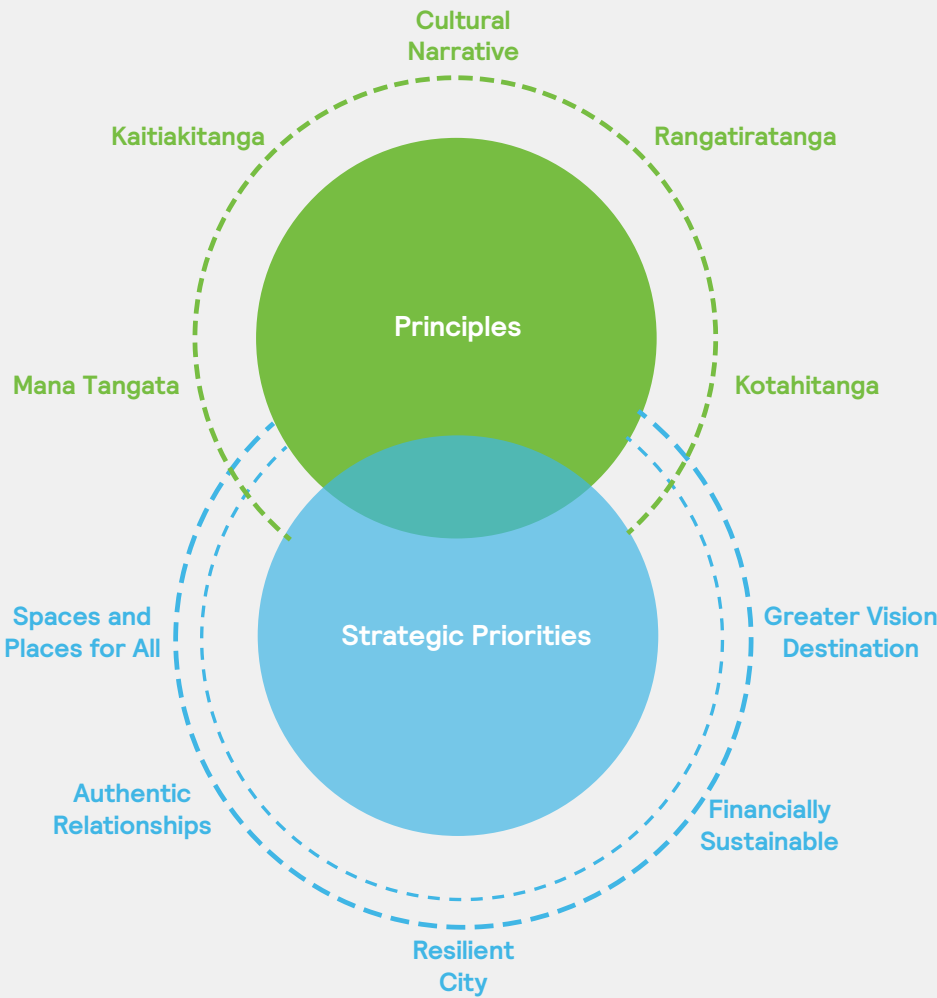 Cultural
Narrative
Kaitiakitanga
Rangatiratanga
Principles
Mana Tangata
Kotahitanga
Spaces and
Places for All
Strategic Priorities
Greater Vision
Destination
Authentic
Relationships
Financially
Sustainable
Resilient
City